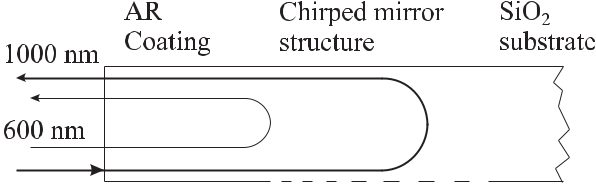 AR
Coating
Chirped mirror
structure
SiO₂
substrate
1000 nm
600 nm